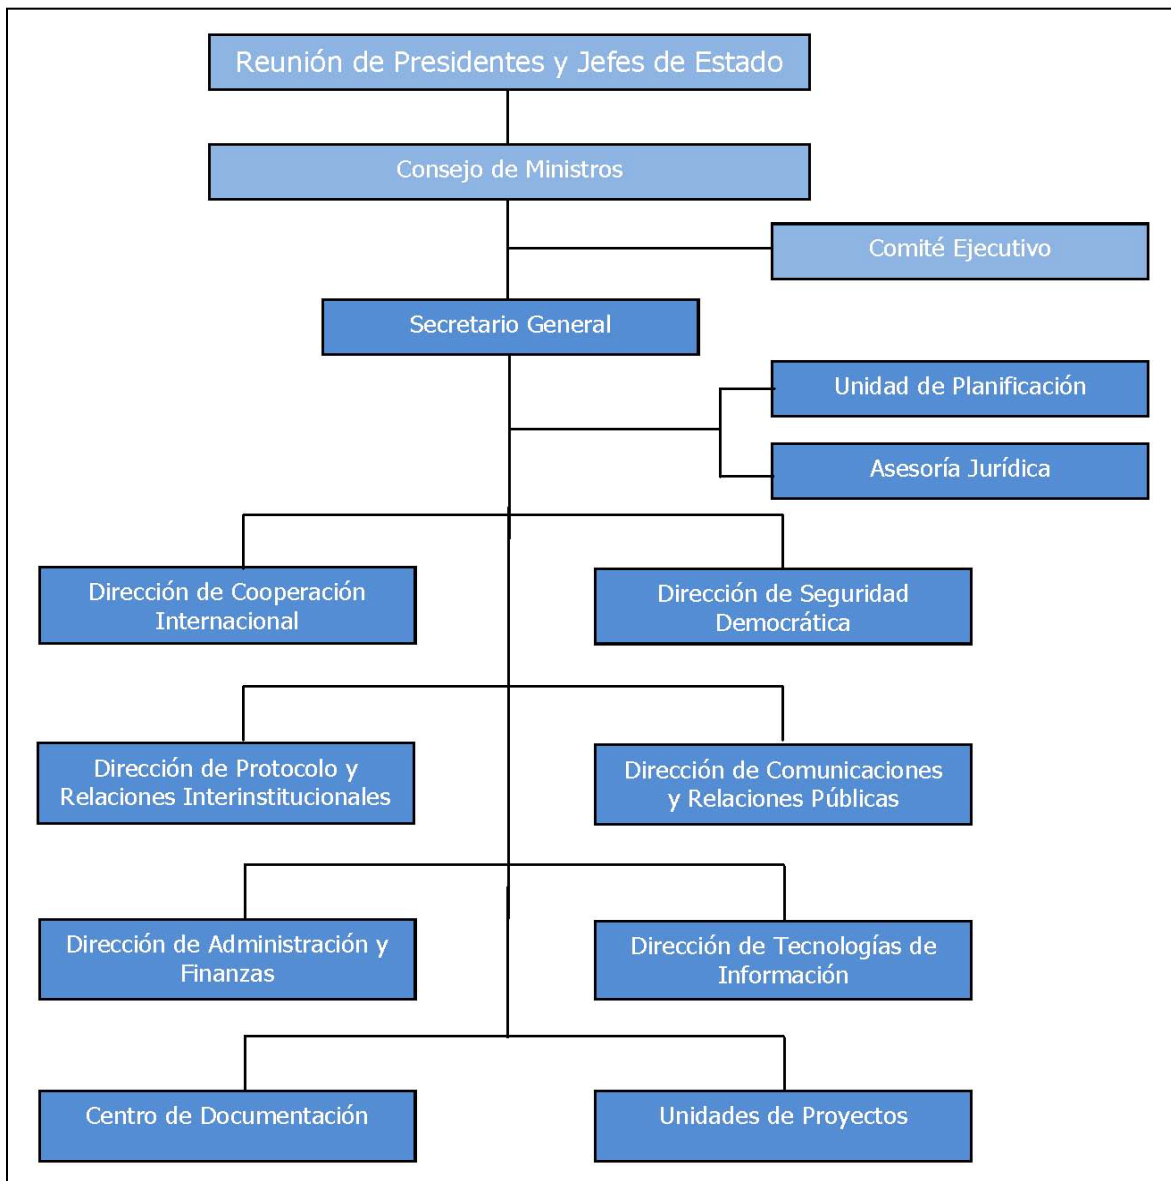 Reunión de Presidentes y Jefes de Estado
Consejo de Ministros
Comité Ejecutivo
Secretario General
Unidad de Planificación
Asesoría Jurídica
Dirección de Cooperación
Internacional
Dirección de Seguridad
Democrática
Dirección de Protocolo y
Relaciones Interinstitucionales
Dirección de Comunicaciones
y Relaciones Públicas
Dirección de Administración y
Finanzas
Dirección de Tecnologías de
Información
Centro de Documentación
Unidades de Proyectos